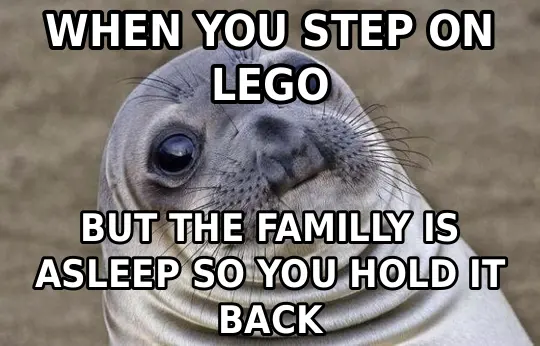 WHEN YOU STEP ON
LEGO
BUT THE FAMILLY IS
ASLEEP SO YOU HOLD IT
BACK